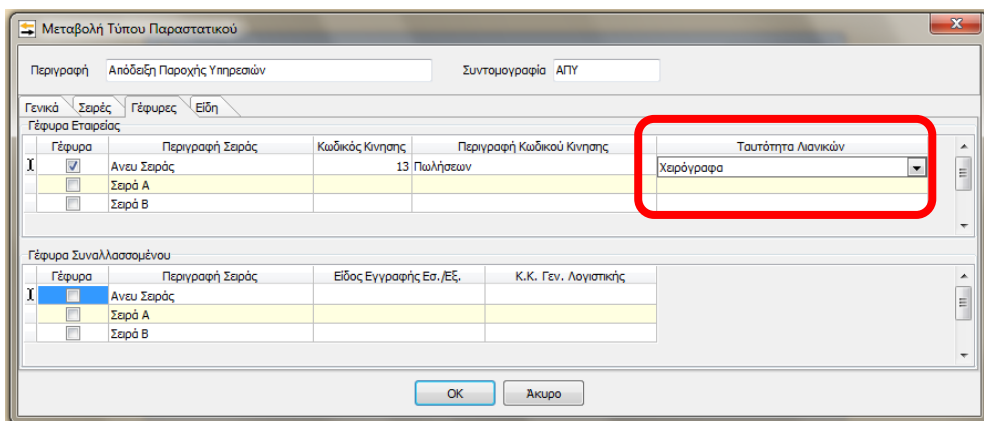 Μεταβολή Τύπου Παραστατικού
Περιγραφή Απόδειξη Παροχής Υπηρεσιών Συντομογραφία ΑΠΥ
Γενικά Σειρές Γέφυρες Είδη
Γέφυρα Εταιρείας
Γέφυρα Περιγραφή Σειράς Κωδικός Κινησης Περιγραφή Κωδικού Κινησης Ταυτότητα Λιανικών
Ανευ Σειράς 13 Πωλήσεων Χειρόγραφα
Σειρά Α
Σειρά Β
Γέφυρα Συναλλασσομένου
Γέφυρα Περιγραφή Σειράς Είδος Εγγραφής Εσ./Εξ. Κ.Κ. Γεν. Λογιστικής
Ανευ Σειράς
Σειρά Α
Σειρά Β
OK Άκυρο